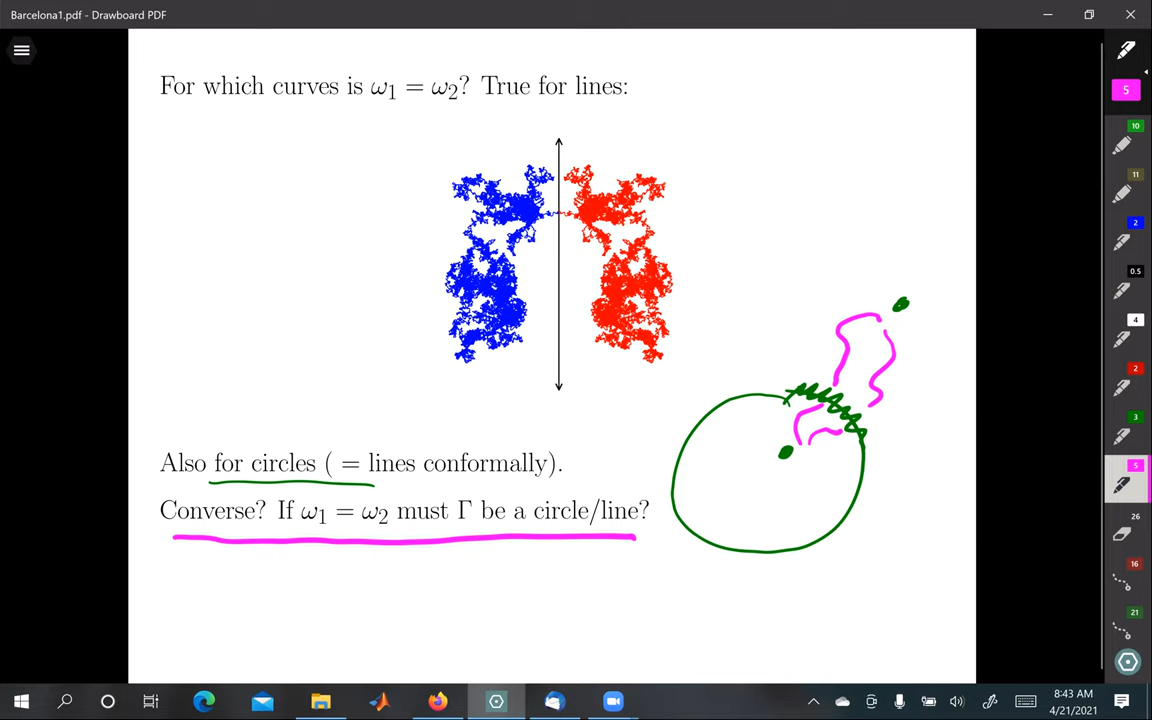 Barcelona1.pdf - Drawboard PDF
For which curves is ω₁ = ω₂? True for lines:
Also for circles ( = lines conformally).
Converse? If ω₁ = ω₂ must Γ be a circle/line?
5
10
11
2
0.5
4
2
3
5
26
16
21
8:43 AM
4/21/2021